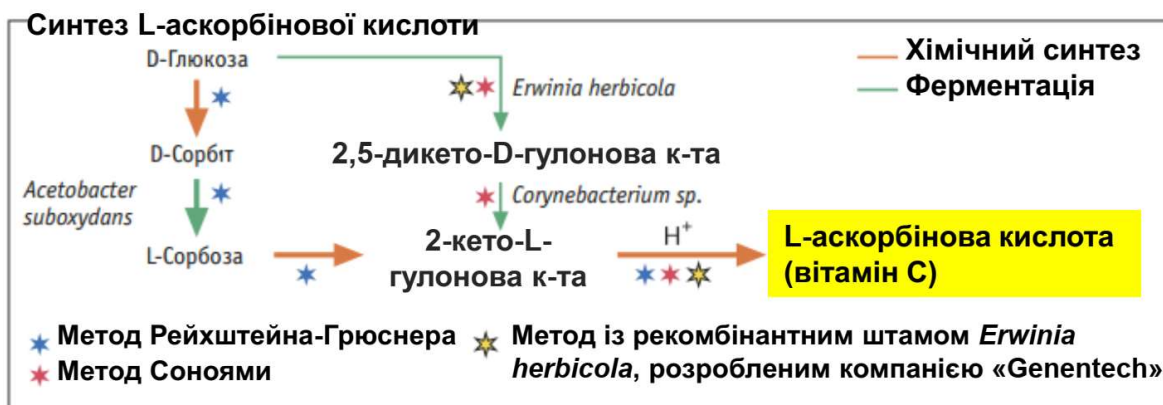 Синтез L-аскорбінової кислоти
D-Глюкоза
Erwinia herbicola
Хімічний синтез
Ферментація
D-Сорбіт
2,5-дикето-D-гулонова к-та
Acetobacter
suboxydans
Corynebacterium sp.
L-Сорбоза
2-кето-L-
гулонова к-та
H+
L-аскорбінова кислота
(вітамін С)
Метод Рейхштейна-Грюснера
Метод Соноями
Метод із рекомбінантним штамом Erwinia
herbicola, розробленим компанією «Genentech»